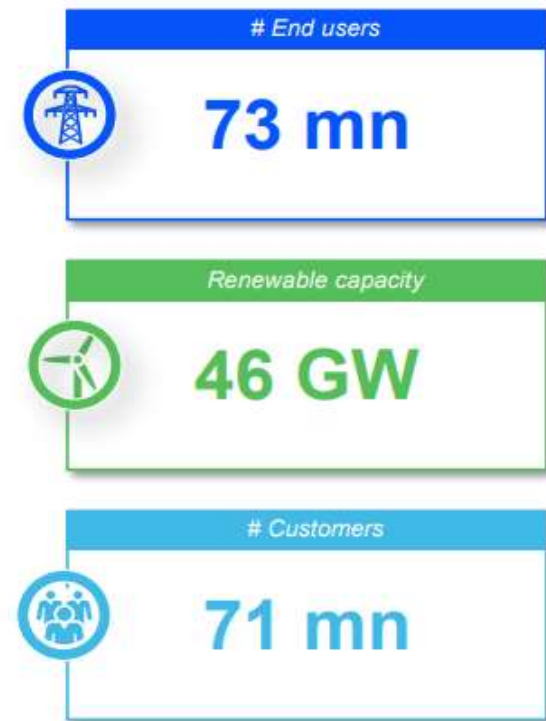 # End users
73 mn
Renewable capacity
46 GW
# Customers
71 mn